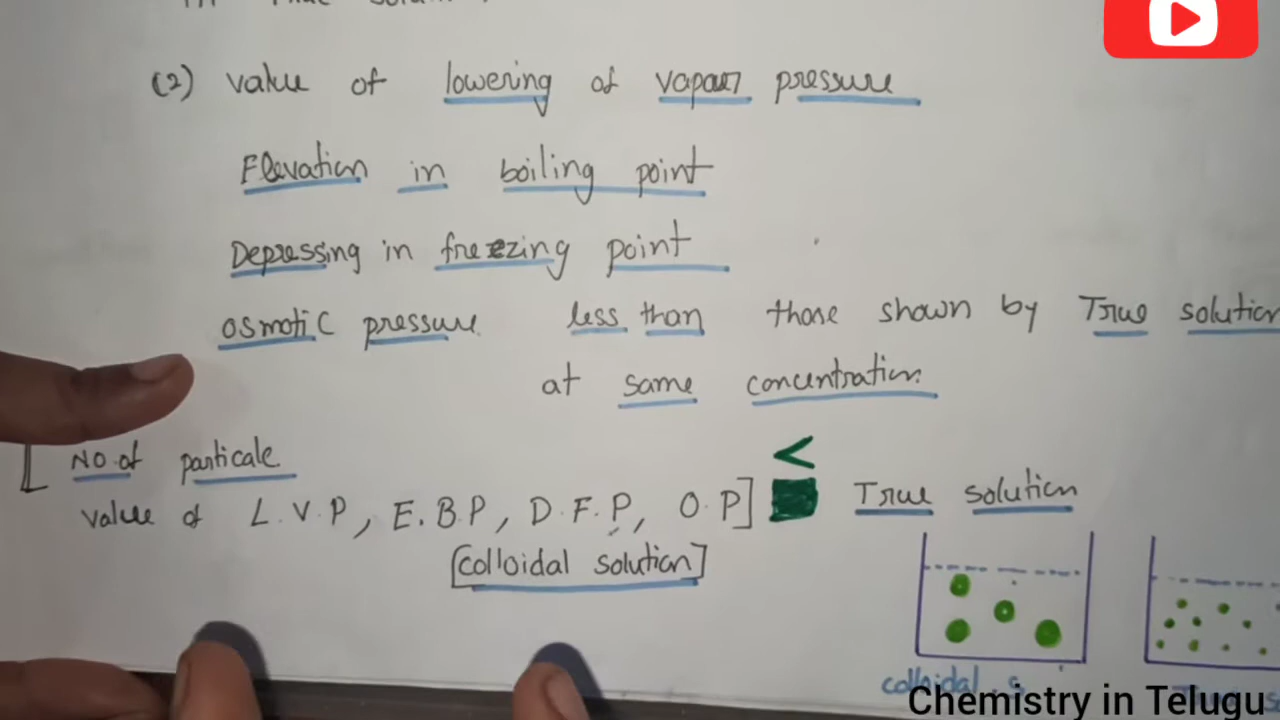 (2) value of lowering of vapour pressure
Elevation in boiling point
Depressing in freezing point
osmotic pressure less than those shown by True solution
at same concentration.
No. of particale
value of L.V.P, E.B.P, D.F.P, O.P] < True solution
[colloidal solution]
colloidal
Chemistry in Telugu